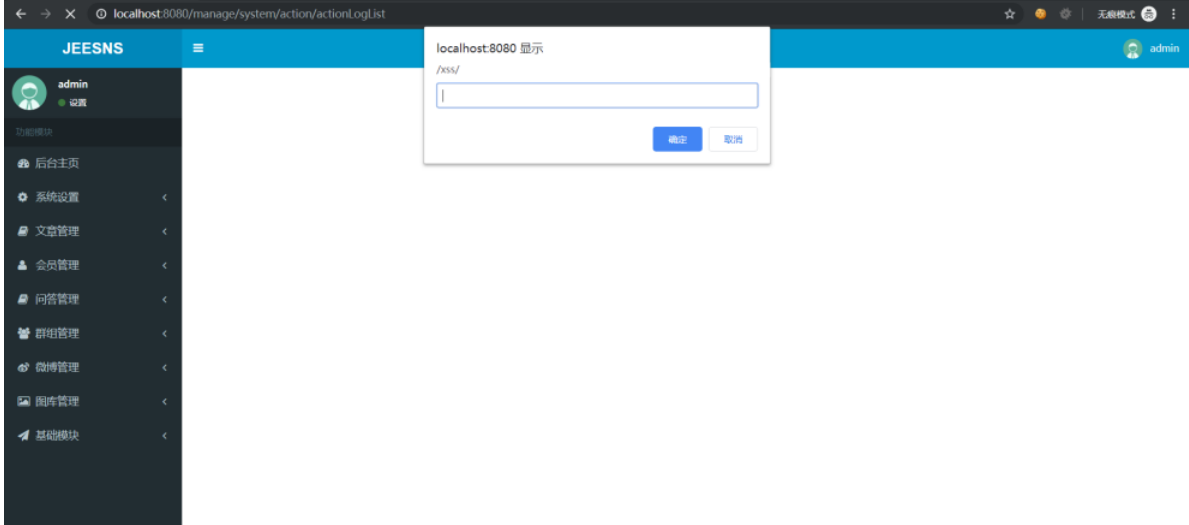 localhost:8080/manage/system/action/actionLogList
无痕模式
JEESNS
admin
admin
设置
功能模块
后台主页
系统设置
文章管理
会员管理
问答管理
群组管理
微博管理
图库管理
基础模块
localhost:8080 显示
/xss/
确定
取消